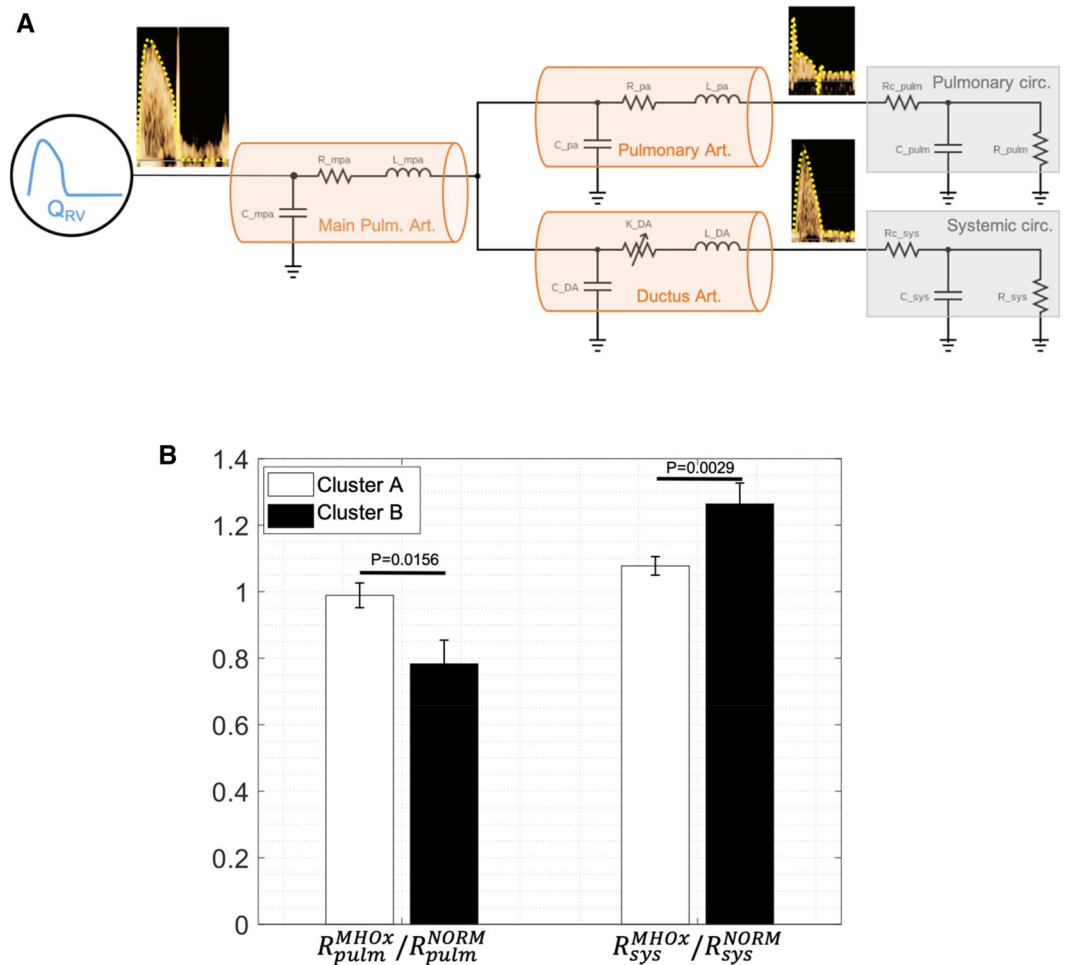 A
Q_RV
R_mpa
L_mpa
C_mpa
Main Pulm. Art.
R_pa
L_pa
C_pa
Pulmonary Art.
K_DA
L_DA
C_DA
Ductus Art.
Pulmonary circ.
Rc_pulm
C_pulm
R_pulm
Systemic circ.
Rc_sys
C_sys
R_sys
B
1.4
1.2
1
0.8
0.6
0.4
0.2
0
Cluster A
Cluster B
P=0.0156
P=0.0029
R_pulm^MHOx/R_pulm^NORM
R_sys^MHOx/R_sys^NORM